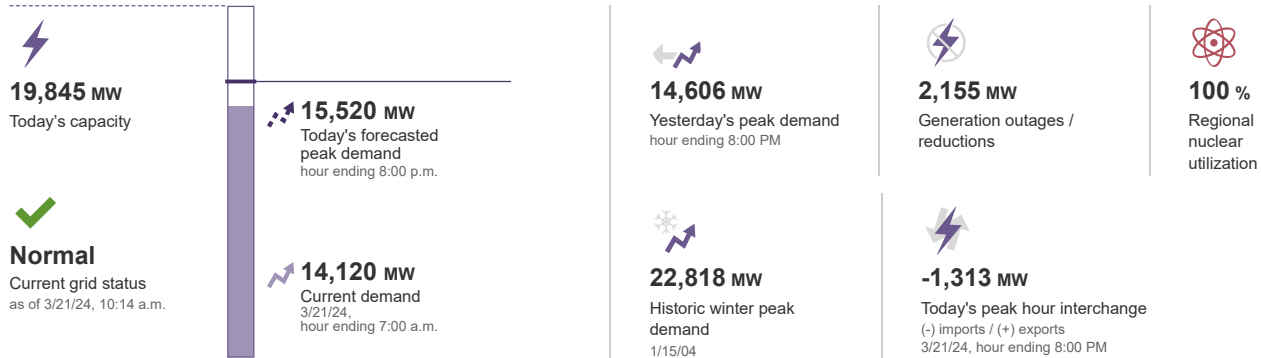 19,845 MW
Today's capacity
Normal
Current grid status
as of 3/21/24, 10:14 a.m.
15,520 MW
Today's forecasted
peak demand
hour ending 8:00 p.m.
14,120 MW
Current demand
3/21/24,
hour ending 7:00 a.m.
14,606 MW
Yesterday's peak demand
hour ending 8:00 PM
2,155 MW
Generation outages /
reductions
100 %
Regional
nuclear
utilization
22,818 MW
Historic winter peak
demand
1/15/04
-1,313 MW
Today's peak hour interchange
(-) imports / (+) exports
3/21/24, hour ending 8:00 PM